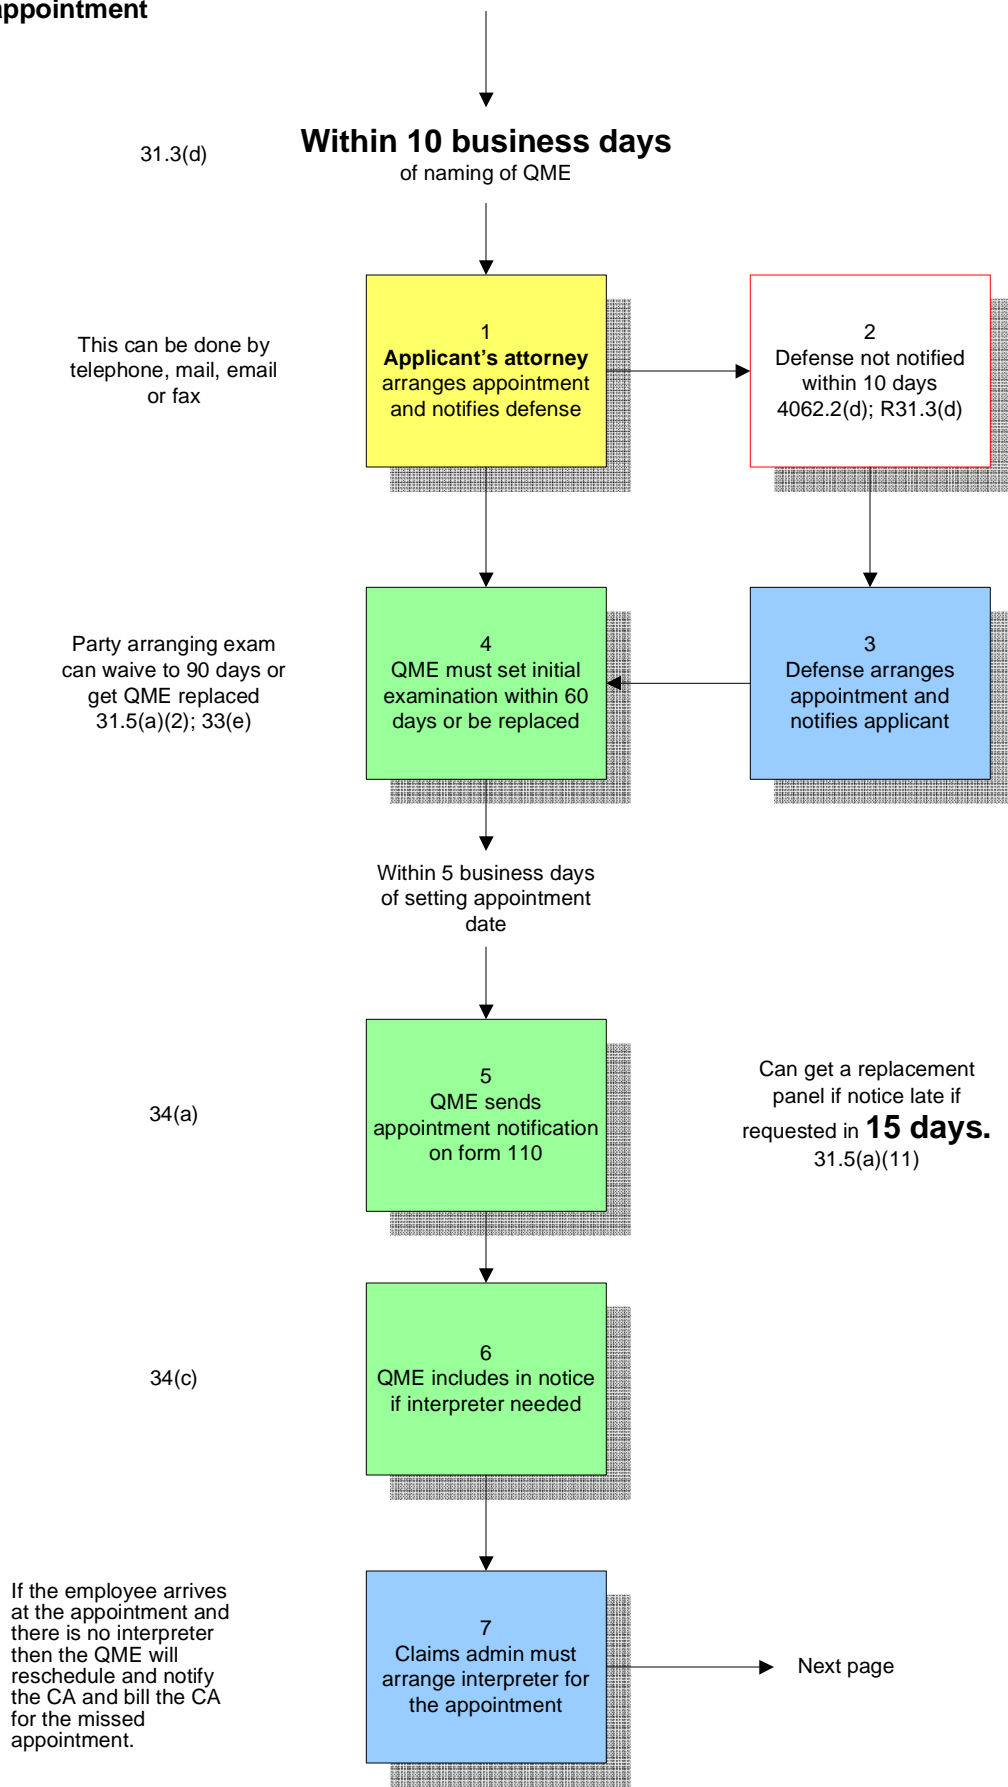 appointment
31.3(d)
Within 10 business days
of naming of QME
This can be done by
telephone, mail, email
or fax
1
Applicant's attorney
arranges appointment
and notifies defense
2
Defense not notified
within 10 days
4062.2(d); R31.3(d)
Party arranging exam
can waive to 90 days or
get QME replaced
31.5(a)(2); 33(e)
4
QME must set initial
examination within 60
days or be replaced
3
Defense arranges
appointment and
notifies applicant
Within 5 business days
of setting appointment
date
34(a)
5
QME sends
appointment notification
on form 110
Can get a replacement
panel if notice late if
requested in 15 days.
31.5(a)(11)
34(c)
6
QME includes in notice
if interpreter needed
If the employee arrives
at the appointment and
there is no interpreter
then the QME will
reschedule and notify
the CA and bill the CA
for the missed
appointment.
7
Claims admin must
arrange interpreter for
the appointment
Next page